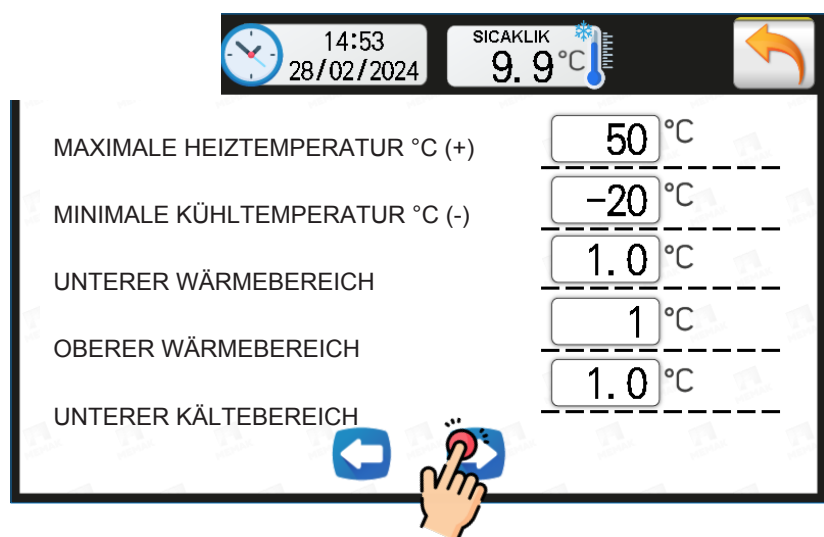 14:53
28/02/2024
SICAKLIK
9.9 °C
MAXIMALE HEIZTEMPERATUR °C (+) 50 °C
MINIMALE KÜHLTEMPERATUR °C (-) -20 °C
UNTERER WÄRMEBEREICH 1.0 °C
OBERER WÄRMEBEREICH 1 °C
UNTERER KÄLTEBEREICH 1.0 °C